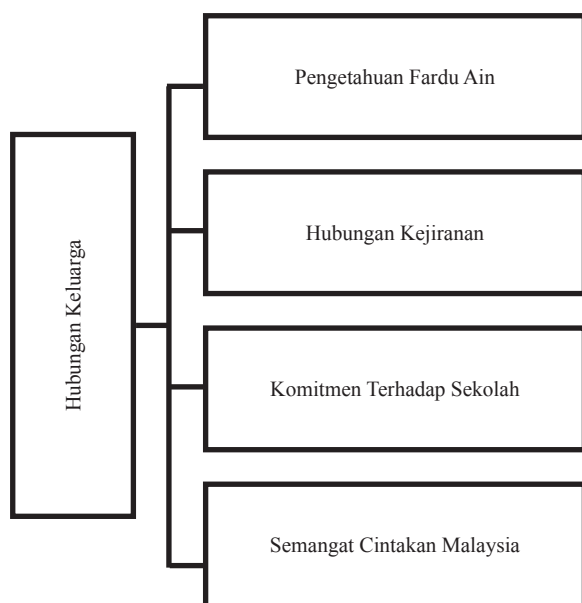 Pengetahuan Fardu Ain
Hubungan Kejiranan
Hubungan Keluarga
Komitmen Terhadap Sekolah
Semangat Cintakan Malaysia